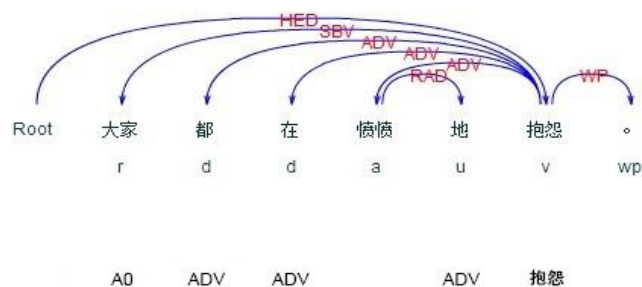 HED
SBV
ADV
ADV
ADV
RAD
WP
Root 大家 都 在 愤愤 地 抱怨 。
r d d a u v wp
A0 ADV ADV ADV 抱怨